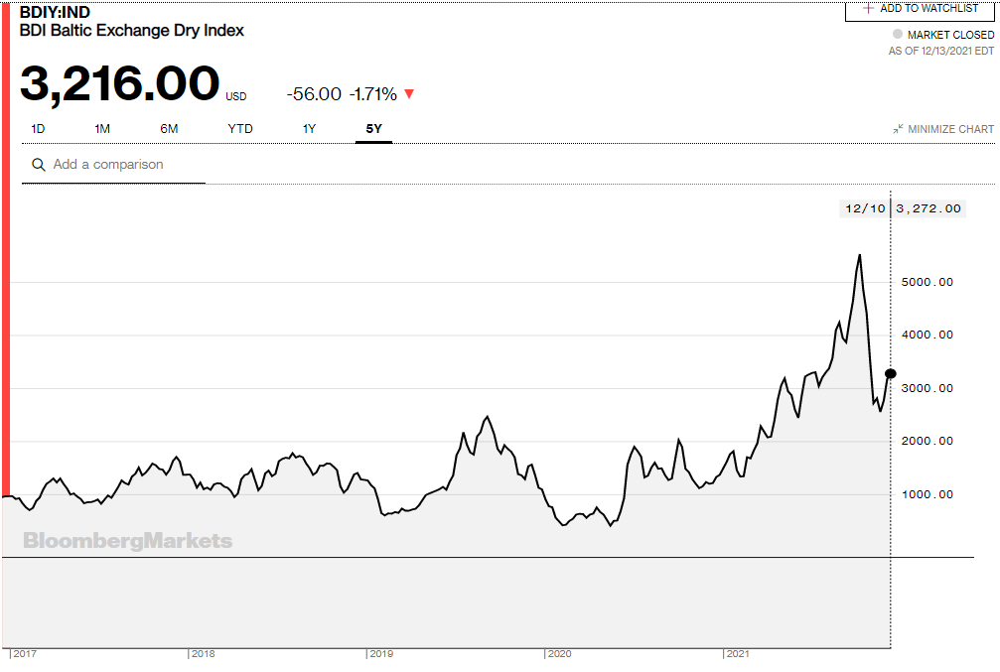 BDIY:IND
ADD TO WATCHLIST
BDI Baltic Exchange Dry Index
MARKET CLOSED
AS OF 12/13/2021 EDT
3,216.00 USD -56.00 -1.71%
1D 1M 6M YTD 1Y 5Y
MINIMIZE CHART
Add a comparison
12/10 3,272.00
5000.00
4000.00
3000.00
2000.00
1000.00
BloombergMarkets
2017 2018 2019 2020 2021